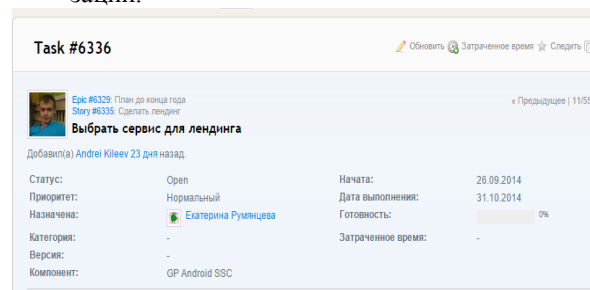 зации.
Task #6336
Обновить Затраченное время Следить
Epic #6329: План до конца года
« Предыдущее | 11/55
Story #6335: Сделать лендинг
Выбрать сервис для лендинга
Добавил(а) Andrei Kileev 23 дня назад.
Статус: Open Начата: 26.09.2014
Приоритет: Нормальный Дата выполнения: 31.10.2014
Назначена: Екатерина Румянцева Готовность: 0%
Категория: - Затраченное время: -
Версия: -
Компонент: GP Android SSC